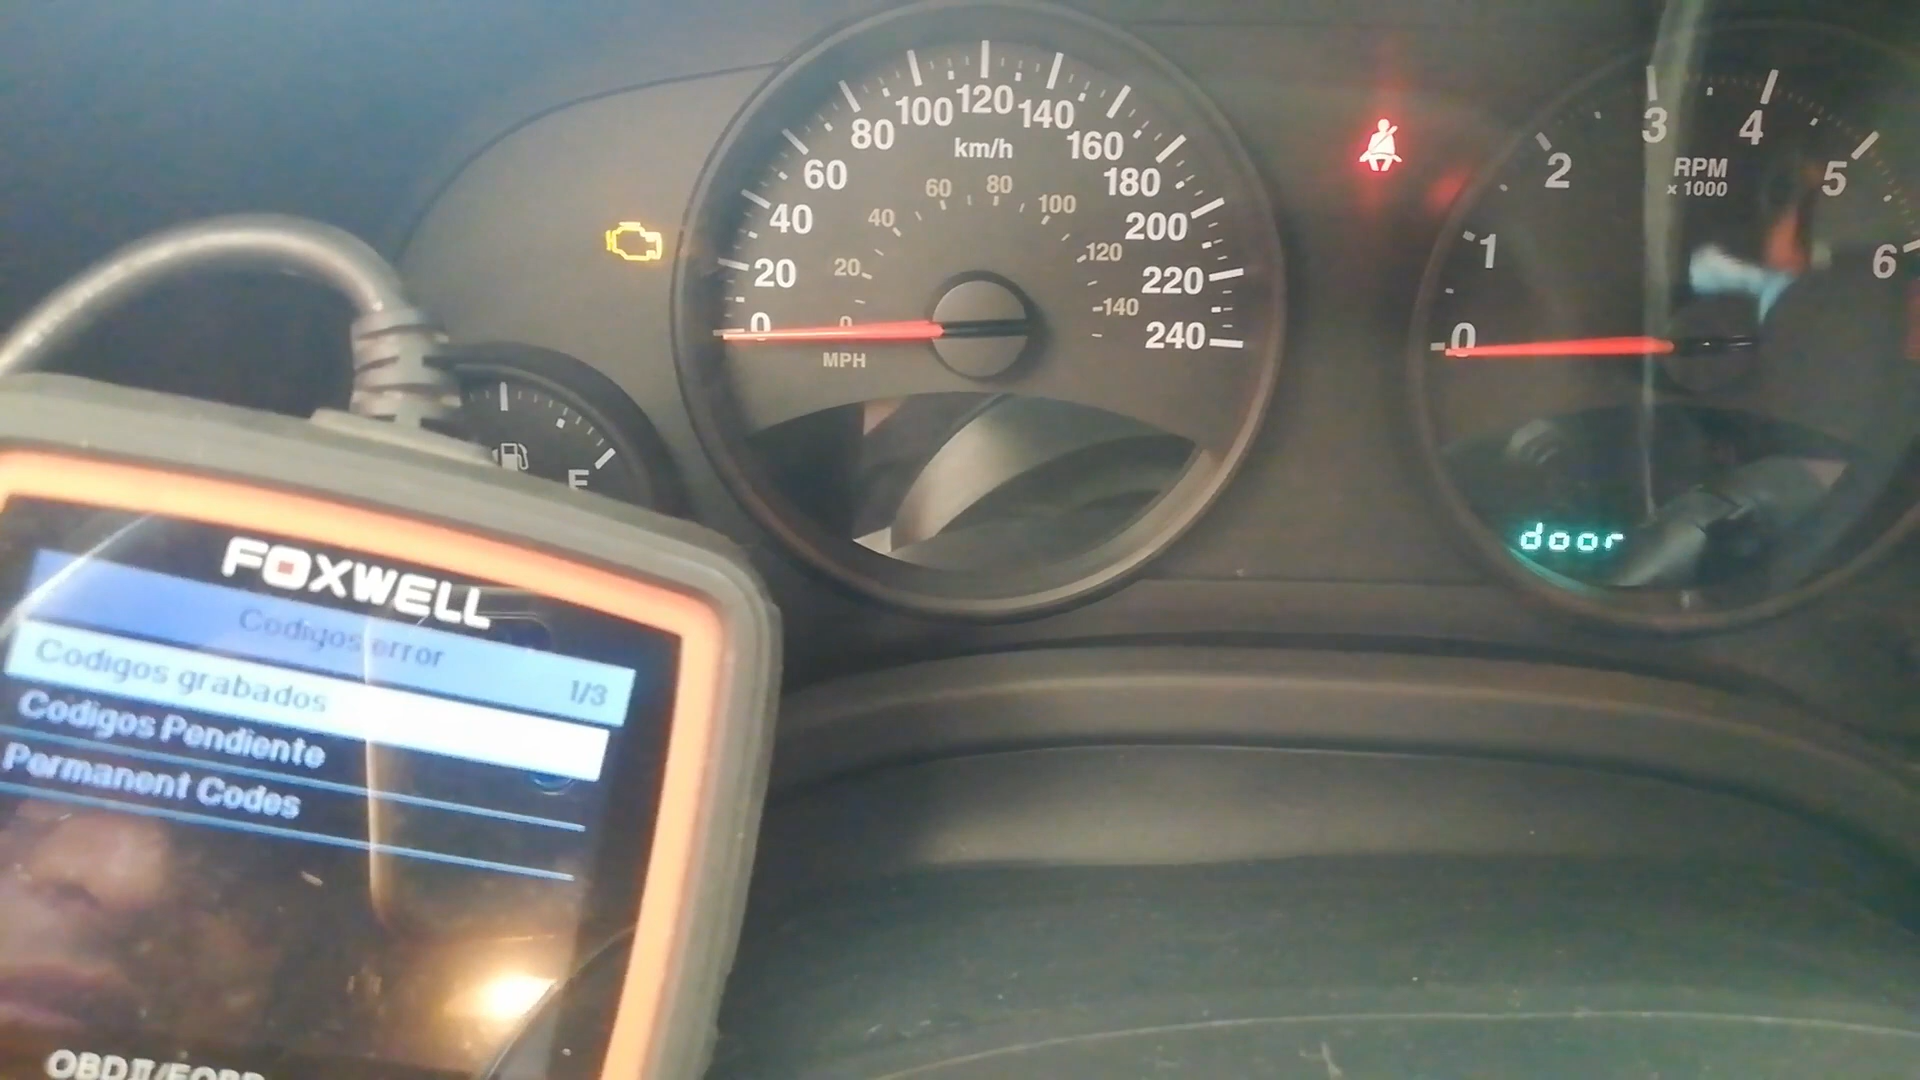 FOXWELL
Codigos error
1/3
Codigos grabados
Codigos Pendiente
Permanent Codes
F
0
20
40
60
80
100
120
140
160
180
200
220
240
km/h
0
20
40
60
80
100
120
140
MPH
0
1
2
3
4
5
6
RPM
x 1000
door